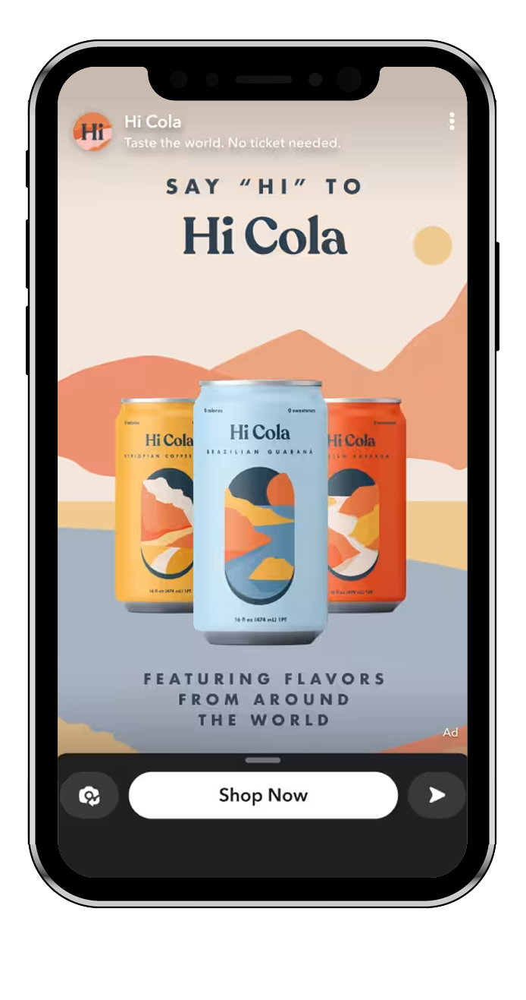 Hi
Hi Cola
Taste the world. No ticket needed.
SAY “HI” TO
Hi Cola
0 calories
0 calories
0 sweeteners
0 sweeteners
Hi Cola
Hi Cola
Hi Cola
ETHIOPIAN COFFEE
BRAZILIAN GUARANÁ
16 fl oz (474 mL) 1PT
16 fl oz (474 mL) 1PT
16 fl oz (474 mL) 1PT
FEATURING FLAVORS
FROM AROUND
THE WORLD
Ad
Shop Now